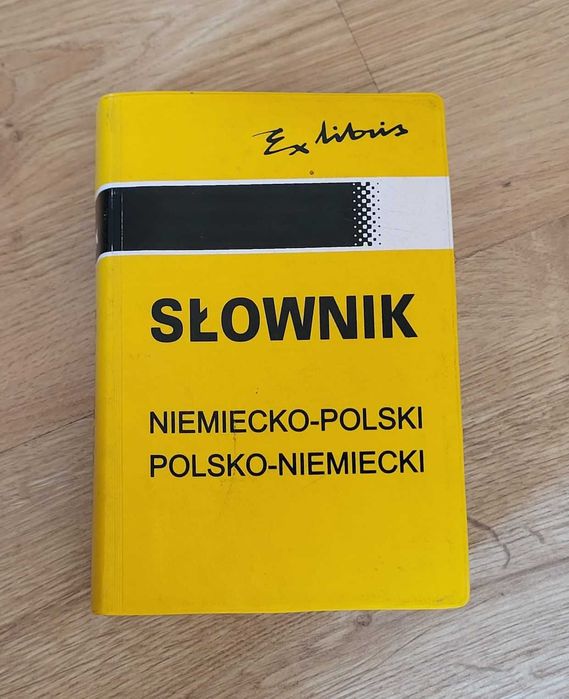 Ex libris
SŁOWNIK
NIEMIECKO-POLSKI
POLSKO-NIEMIECKI